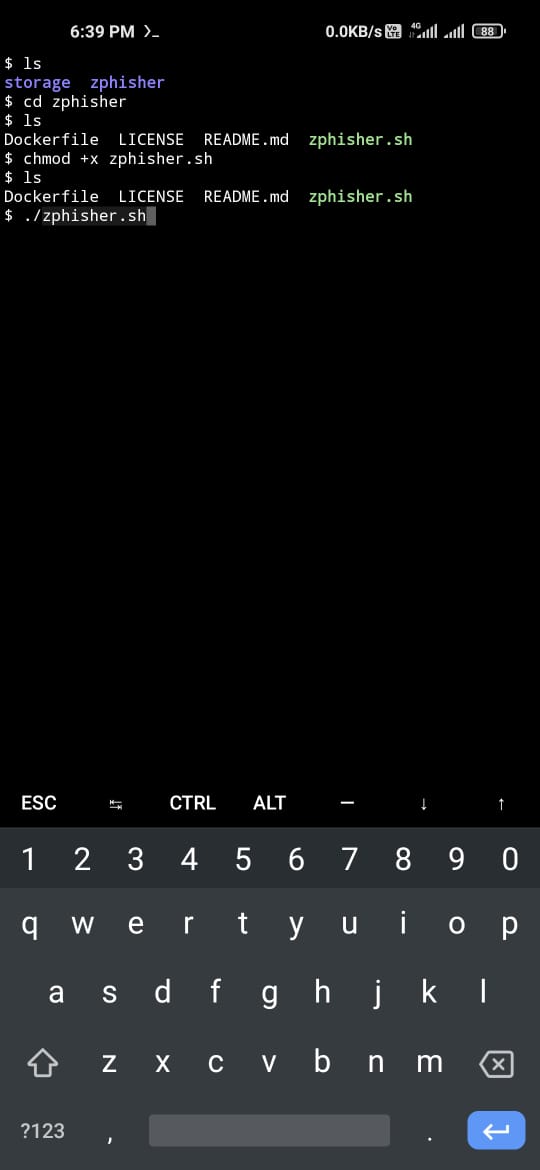 6:39 PM >_ 0.0KB/s Vo LTE 4G 88
$ ls
storage  zphisher
$ cd zphisher
$ ls
Dockerfile  LICENSE  README.md  zphisher.sh
$ chmod +x zphisher.sh
$ ls
Dockerfile  LICENSE  README.md  zphisher.sh
$ ./zphisher.sh
ESC ↹ CTRL ALT — ↓ ↑
1 2 3 4 5 6 7 8 9 0
q w e r t y u i o p
a s d f g h j k l
z x c v b n m
?123 , .